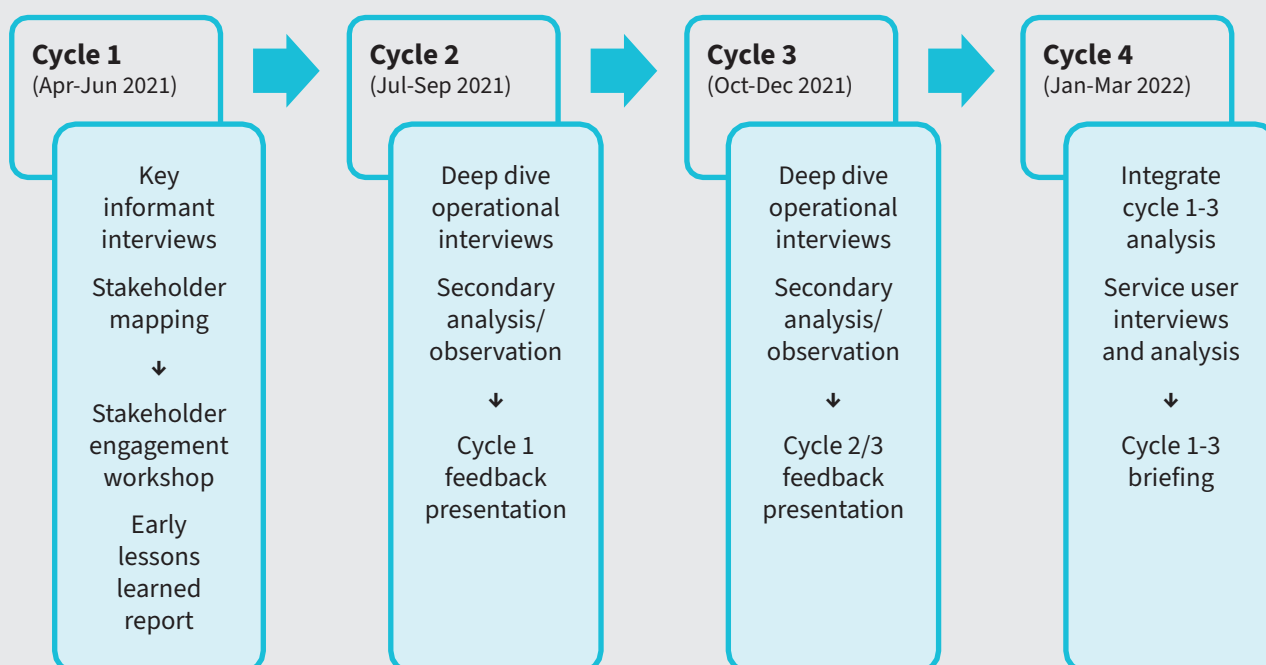 Cycle 1
(Apr-Jun 2021)
Key
informant
interviews
Stakeholder
mapping
↓
Stakeholder
engagement
workshop
Early
lessons
learned
report
Cycle 2
(Jul-Sep 2021)
Deep dive
operational
interviews
Secondary
analysis/
observation
↓
Cycle 1
feedback
presentation
Cycle 3
(Oct-Dec 2021)
Deep dive
operational
interviews
Secondary
analysis/
observation
↓
Cycle 2/3
feedback
presentation
Cycle 4
(Jan-Mar 2022)
Integrate
cycle 1-3
analysis
Service user
interviews
and analysis
↓
Cycle 1-3
briefing